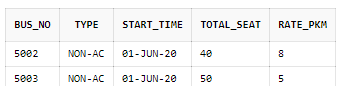 BUS_NO TYPE START_TIME TOTAL_SEAT RATE_PKM
5002 NON-AC 01-JUN-20 40 8
5003 NON-AC 01-JUN-20 50 5